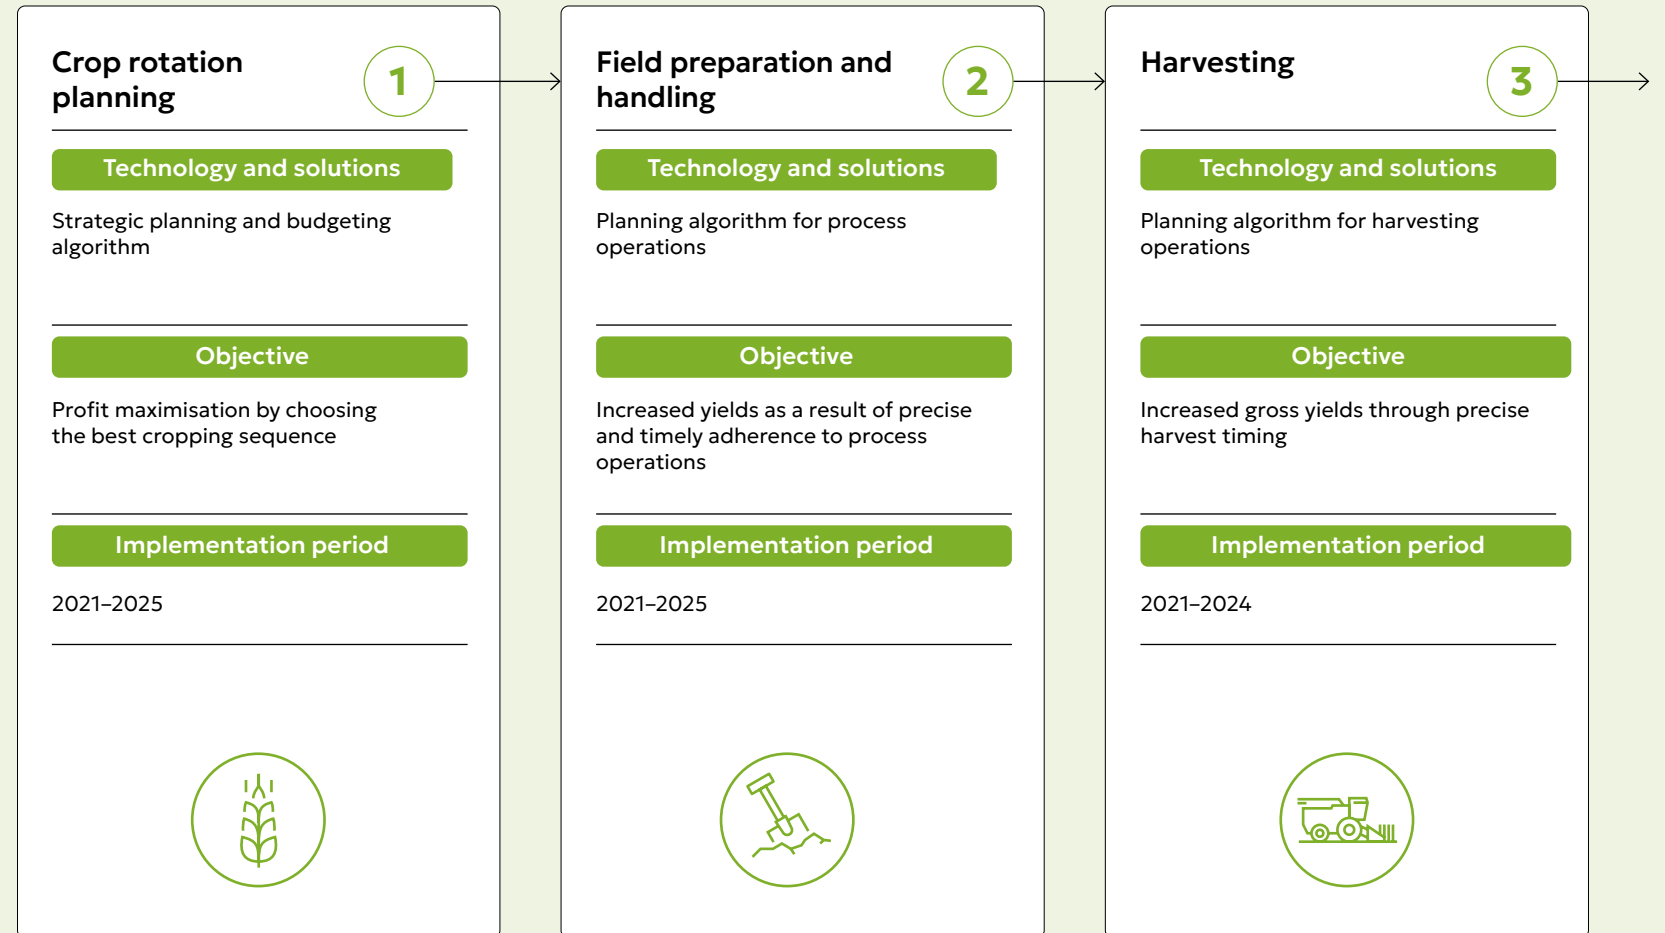 Crop rotation
planning
1
Technology and solutions
Strategic planning and budgeting
algorithm
Objective
Profit maximisation by choosing
the best cropping sequence
Implementation period
2021–2025
Field preparation and
handling
2
Technology and solutions
Planning algorithm for process
operations
Objective
Increased yields as a result of precise
and timely adherence to process
operations
Implementation period
2021–2025
Harvesting
3
Technology and solutions
Planning algorithm for harvesting
operations
Objective
Increased gross yields through precise
harvest timing
Implementation period
2021–2024